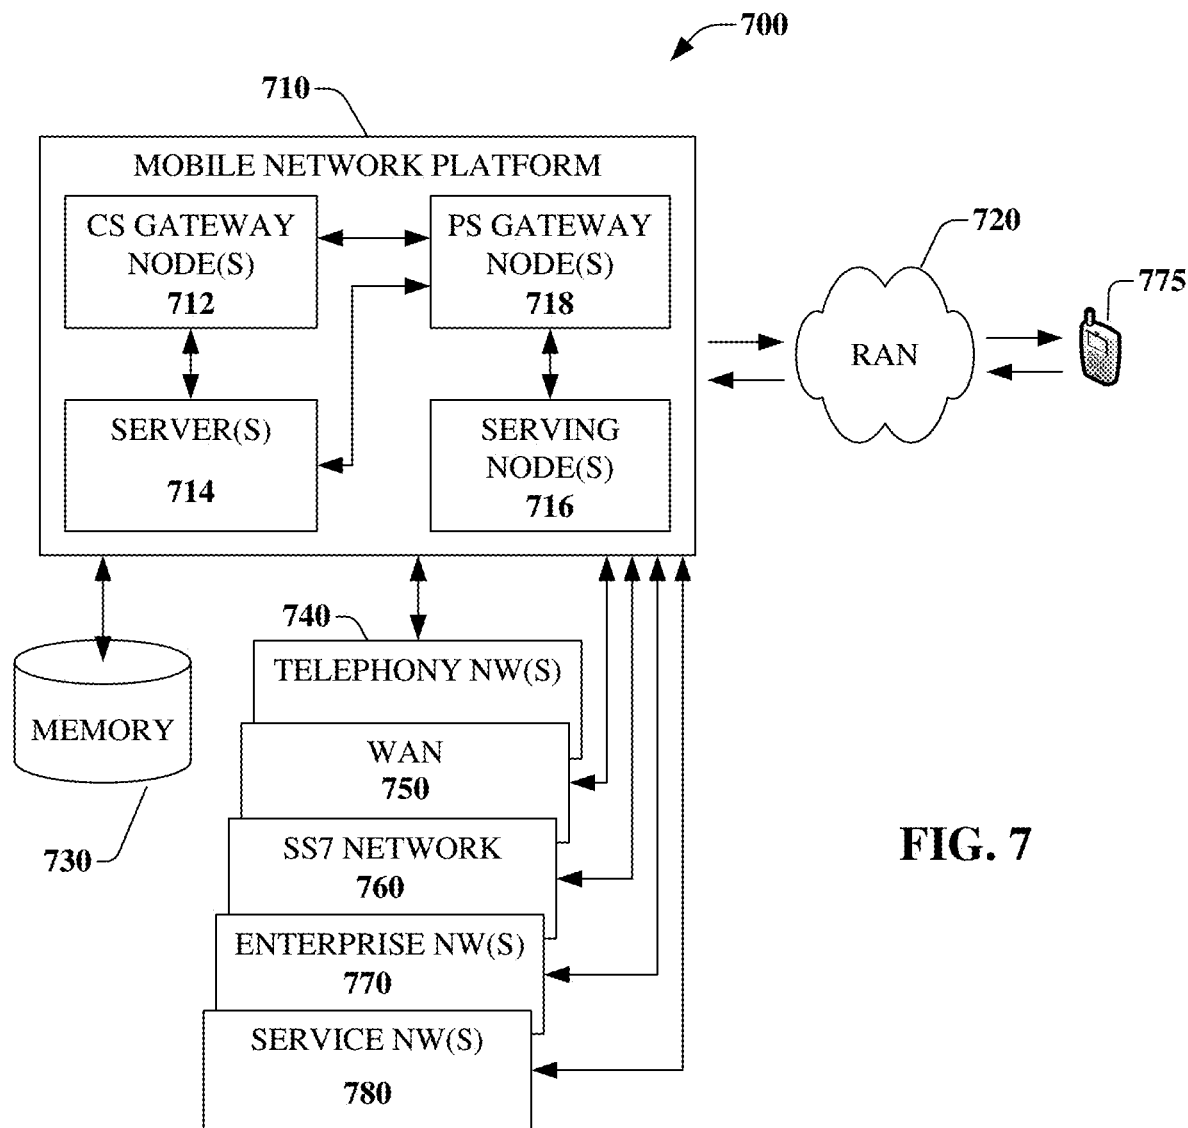 700
710
MOBILE NETWORK PLATFORM
CS GATEWAY
NODE(S)
712
PS GATEWAY
NODE(S)
718
SERVER(S)
714
SERVING
NODE(S)
716
720
RAN
775
MEMORY
730
740
TELEPHONY NW(S)
WAN
750
SS7 NETWORK
760
ENTERPRISE NW(S)
770
SERVICE NW(S)
780
FIG. 7